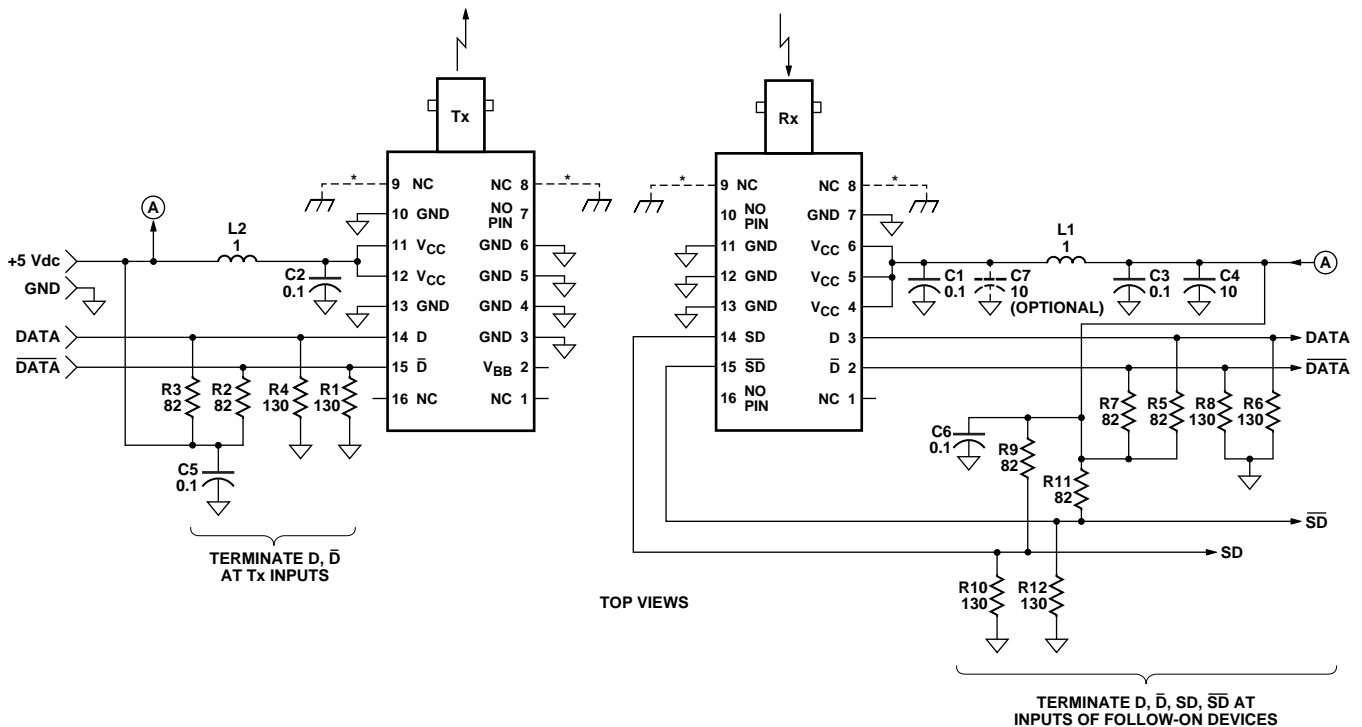 Tx
Rx
9 NC
NC 8
*
*
10 GND
NO PIN 7
11 VCC
GND 6
12 VCC
GND 5
13 GND
GND 4
14 D
GND 3
15 D̅
VBB 2
16 NC
NC 1
A
L2
1
+5 Vdc
GND
C2
0.1
DATA
D̅A̅T̅A̅
R3
82
R2
82
R4
130
R1
130
C5
0.1
TERMINATE D, D̅
AT Tx INPUTS
*
*
9 NC
NC 8
10 NO PIN
GND 7
11 GND
VCC 6
12 GND
VCC 5
13 GND
VCC 4
14 SD
D 3
15 S̅D̅
D̅ 2
16 NO PIN
NC 1
C1
0.1
C7
10
(OPTIONAL)
L1
1
C3
0.1
C4
10
A
DATA
D̅A̅T̅A̅
R7
82
R5
82
R8
130
R6
130
C6
0.1
R9
82
R11
82
S̅D̅
SD
R10
130
R12
130
TOP VIEWS
TERMINATE D, D̅, SD, S̅D̅ AT
INPUTS OF FOLLOW-ON DEVICES